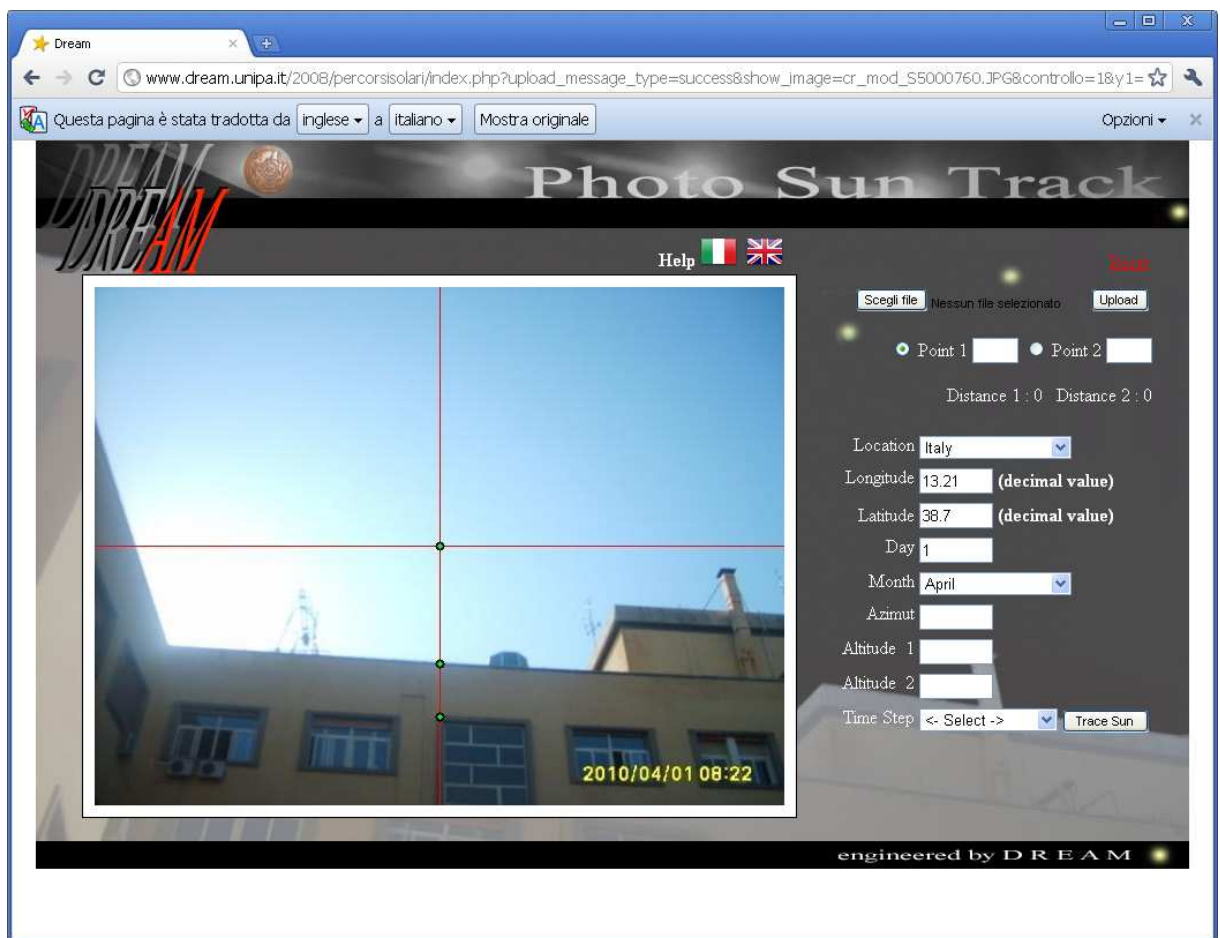 Dream
www.dream.unipa.it/2008/percorsisolari/index.php?upload_message_type=success&show_image=cr_mod_S5000760.JPG&controllo=1&y1=
Questa pagina è stata tradotta da inglese a italiano Mostra originale Opzioni
DREAM
DREAM
Photo Sun Track
Help
Scegli file Nessun file selezionato Upload
Point 1 Point 2
Distance 1 : 0 Distance 2 : 0
Location Italy
Longitude 13.21 (decimal value)
Latitude 38.7 (decimal value)
Day 1
Month April
Azimut
Altitude 1
Altitude 2
Time Step <- Select -> Trace Sun
2010/04/01 08:22
engineered by D R E A M